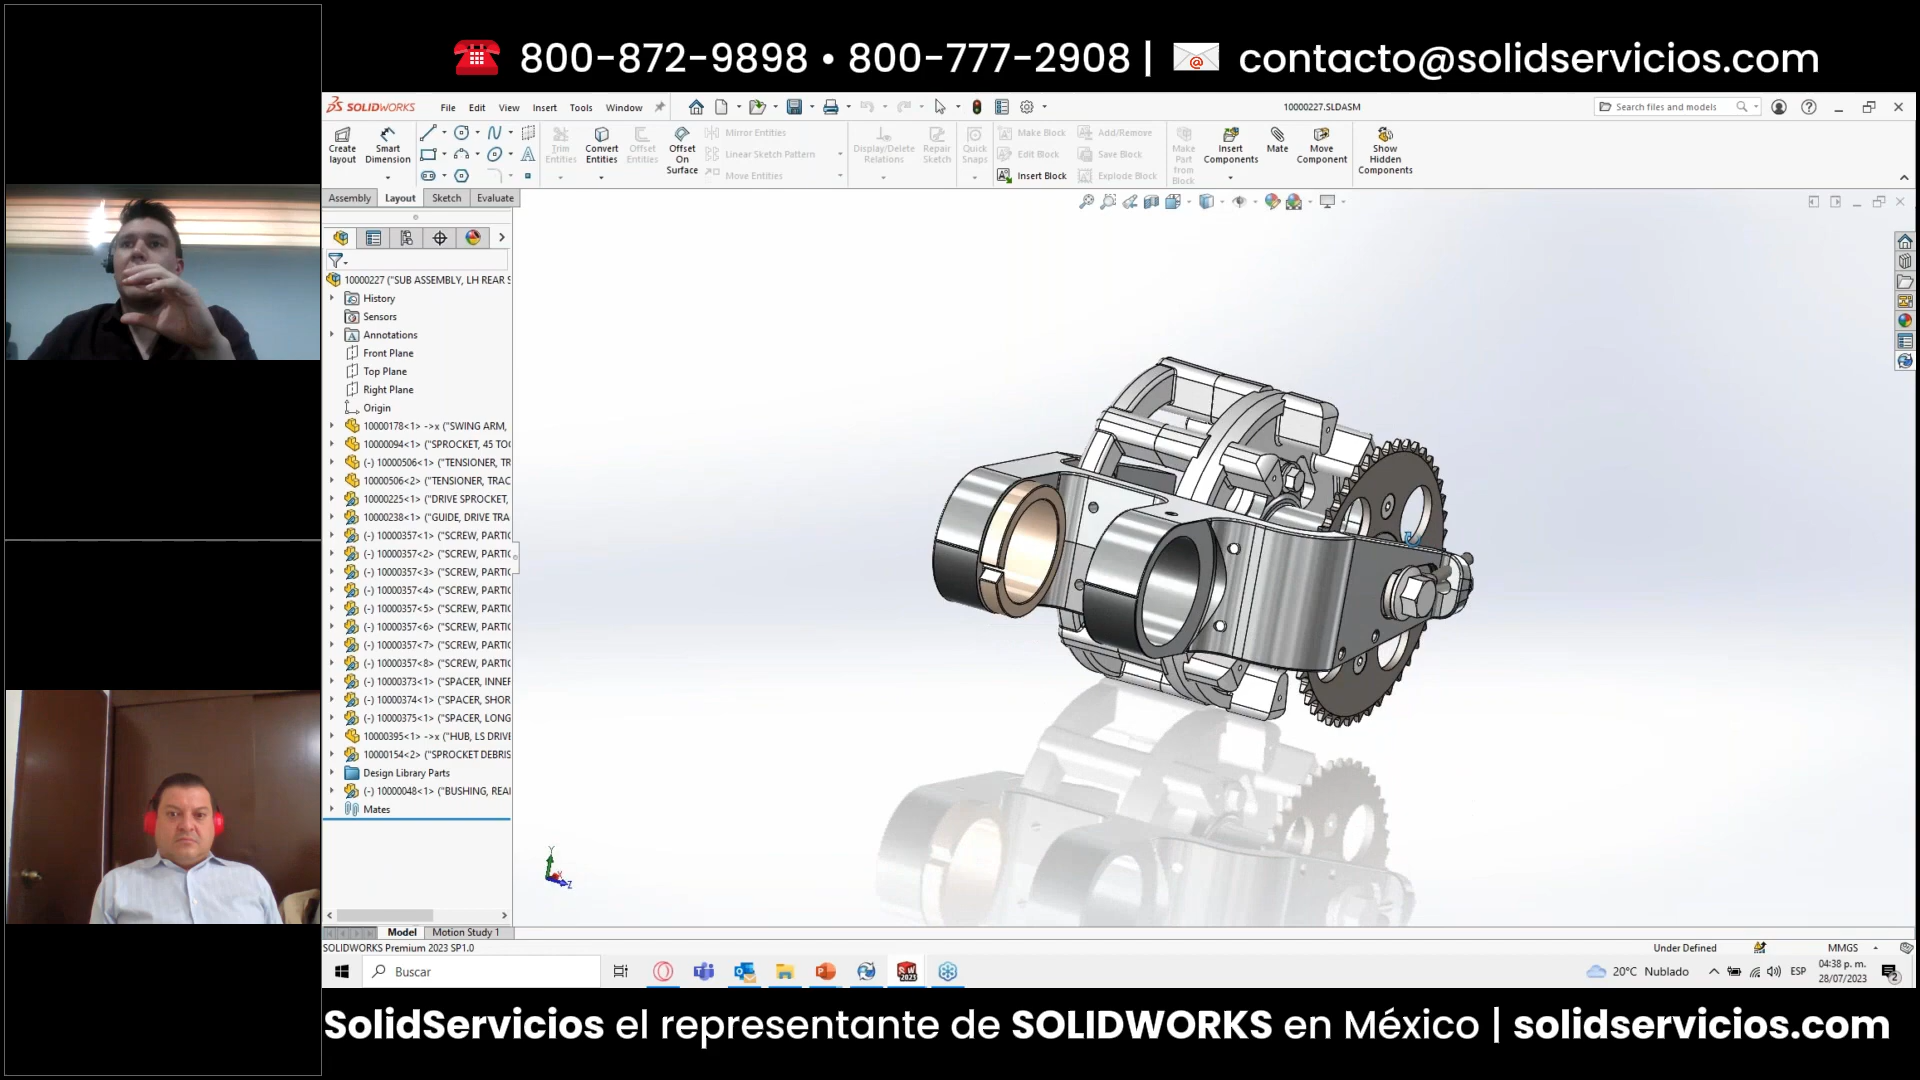 800-872-9898 • 800-777-2908 | contacto@solidservicios.com
SOLIDWORKS File Edit View Insert Tools Window 10000227.SLDASM Search files and models
Create layout
Smart Dimension
Trim Entities
Convert Entities
Offset Entities
Offset On Surface
Mirror Entities
Linear Sketch Pattern
Move Entities
Display/Delete Relations
Repair Sketch
Quick Snaps
Make Block
Edit Block
Insert Block
Add/Remove
Save Block
Explode Block
Make Part from Block
Insert Components
Mate
Move Component
Show Hidden Components
Assembly Layout Sketch Evaluate
10000227 ("SUB ASSEMBLY, LH REAR S
History
Sensors
Annotations
Front Plane
Top Plane
Right Plane
Origin
10000178<1> ->x ("SWING ARM,
10000094<1> ("SPROCKET, 45 TOO
(-) 10000506<1> ("TENSIONER, TR
10000506<2> ("TENSIONER, TRAC
10000225<1> ("DRIVE SPROCKET,
10000238<1> ("GUIDE, DRIVE TRA
(-) 10000357<1> ("SCREW, PARTIC
(-) 10000357<2> ("SCREW, PARTIC
(-) 10000357<3> ("SCREW, PARTIC
(-) 10000357<4> ("SCREW, PARTIC
(-) 10000357<5> ("SCREW, PARTIC
(-) 10000357<6> ("SCREW, PARTIC
(-) 10000357<7> ("SCREW, PARTIC
(-) 10000357<8> ("SCREW, PARTIC
(-) 10000373<1> ("SPACER, INNER
(-) 10000374<1> ("SPACER, SHOR
(-) 10000375<1> ("SPACER, LONG
(-) 10000395<1> ->x ("HUB, LS DRIVE
10000154<2> ("SPROCKET DEBRIS
Design Library Parts
(-) 10000048<1> ("BUSHING, REAR
Mates
Y
X
Z
Model Motion Study 1
SOLIDWORKS Premium 2023 SP1.0 Under Defined MMGS
Buscar 20°C Nublado ESP 04:38 p. m.
28/07/2023
2
SolidServicios el representante de SOLIDWORKS en México | solidservicios.com